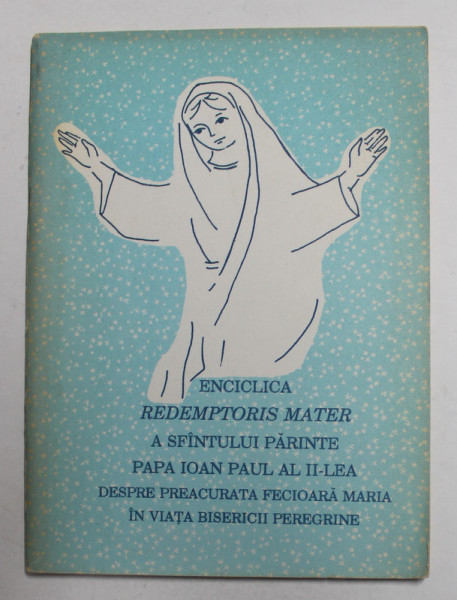 ENCICLICA
REDEMPTORIS MATER
A SFÎNTULUI PĂRINTE
PAPA IOAN PAUL AL II-LEA
DESPRE PREACURATA FECIOARĂ MARIA
ÎN VIAȚA BISERICII PEREGRINE